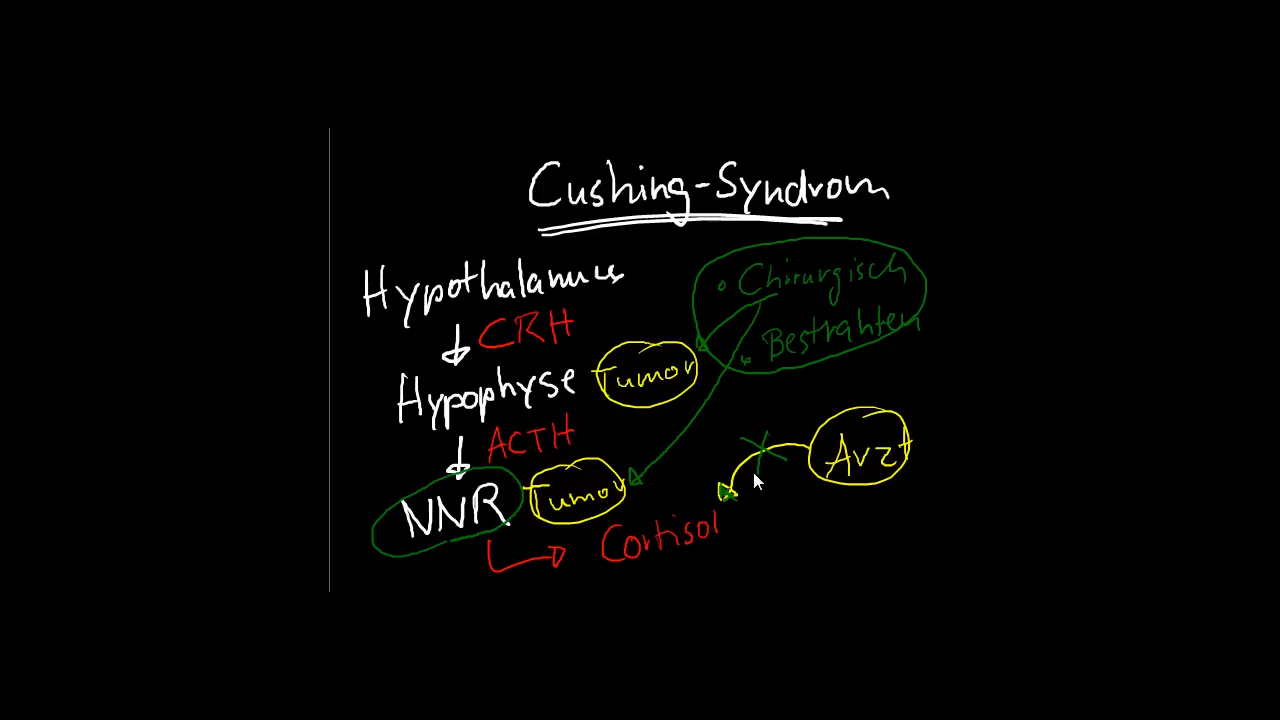 Cushing-Syndrom
Hypothalamus
• Chirurgisch
CRH
• Bestrahlen
Hypophyse Tumor
ACTH
Arzt
NNR Tumor
Cortisol